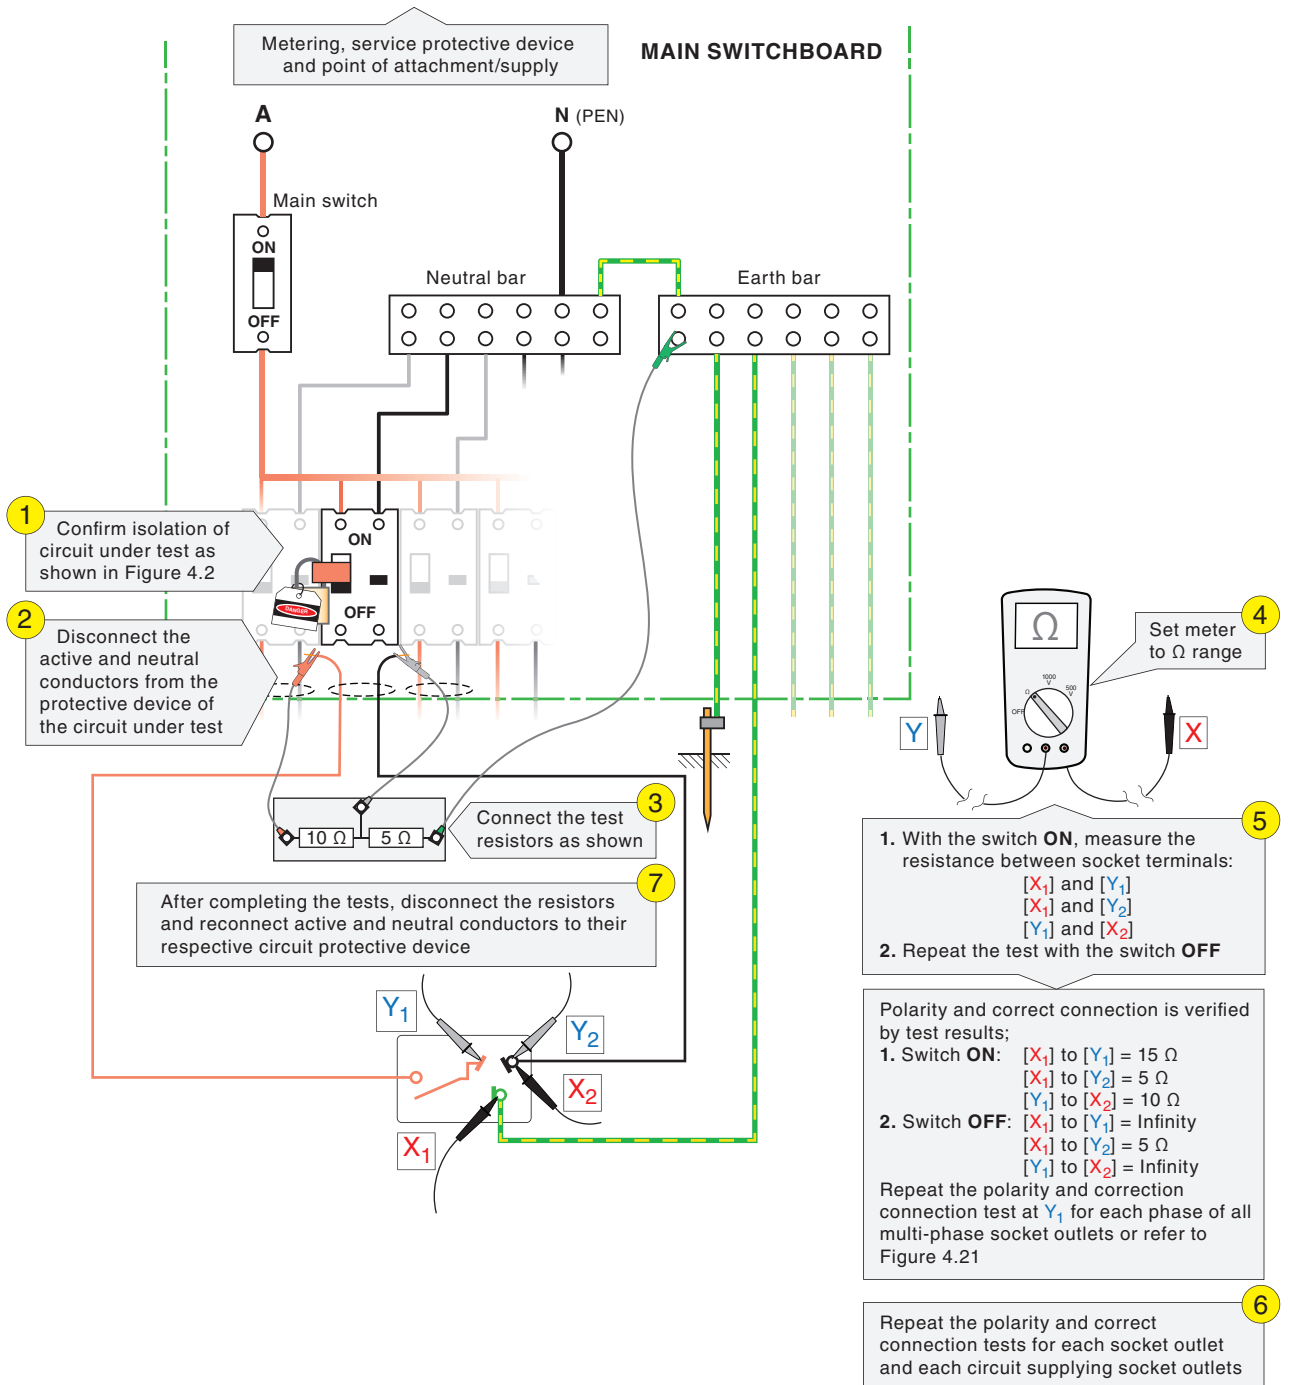 Metering, service protective device
and point of attachment/supply
MAIN SWITCHBOARD
A
N (PEN)
Main switch
ON
OFF
Neutral bar
Earth bar
1
Confirm isolation of
circuit under test as
shown in Figure 4.2
ON
OFF
DANGER
2
Disconnect the
active and neutral
conductors from the
protective device of
the circuit under test
Ω
4
Set meter
to Ω range
1000
V
500
V
Ω
OFF
Y
X
3
Connect the test
resistors as shown
10 Ω
5 Ω
7
After completing the tests, disconnect the resistors
and reconnect active and neutral conductors to their
respective circuit protective device
Y1
Y2
X2
X1
5
1. With the switch ON, measure the
resistance between socket terminals:
[X1] and [Y1]
[X1] and [Y2]
[Y1] and [X2]
2. Repeat the test with the switch OFF
Polarity and correct connection is verified
by test results;
1. Switch ON: [X1] to [Y1] = 15 Ω
[X1] to [Y2] = 5 Ω
[Y1] to [X2] = 10 Ω
2. Switch OFF: [X1] to [Y1] = Infinity
[X1] to [Y2] = 5 Ω
[Y1] to [X2] = Infinity
Repeat the polarity and correction
connection test at Y1 for each phase of all
multi-phase socket outlets or refer to
Figure 4.21
6
Repeat the polarity and correct
connection tests for each socket outlet
and each circuit supplying socket outlets